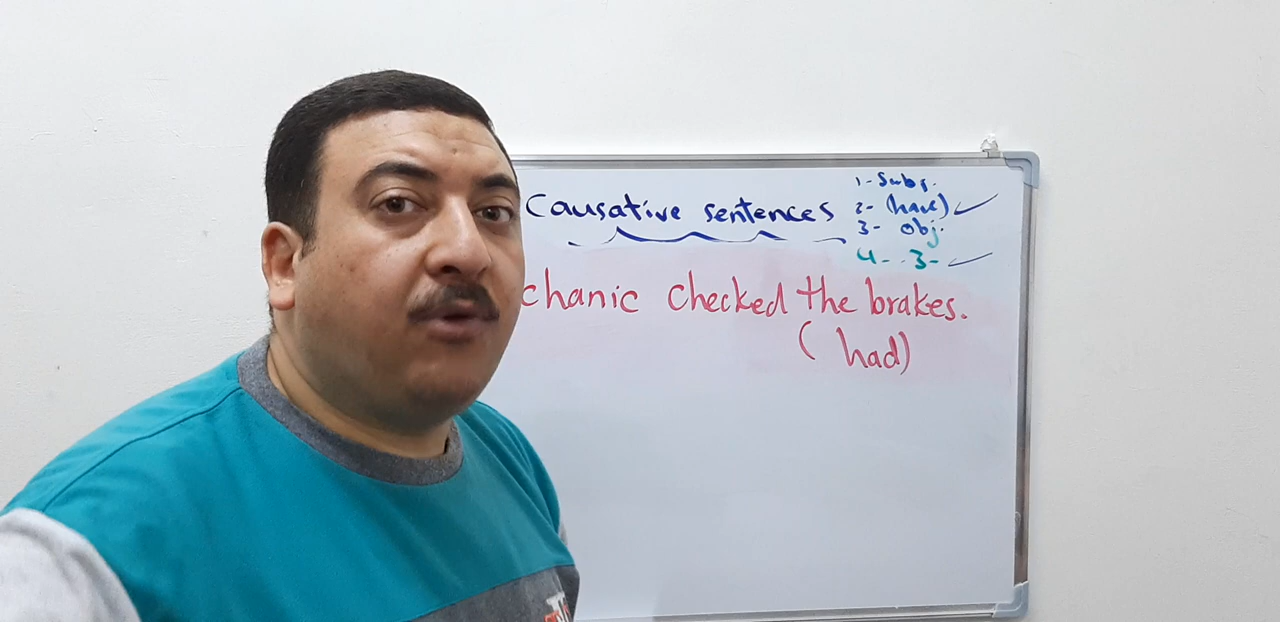 Causative sentences
1- Subj.
2- (have)
3- obj.
4- .. 3-
chanic checked the brakes.
(had)